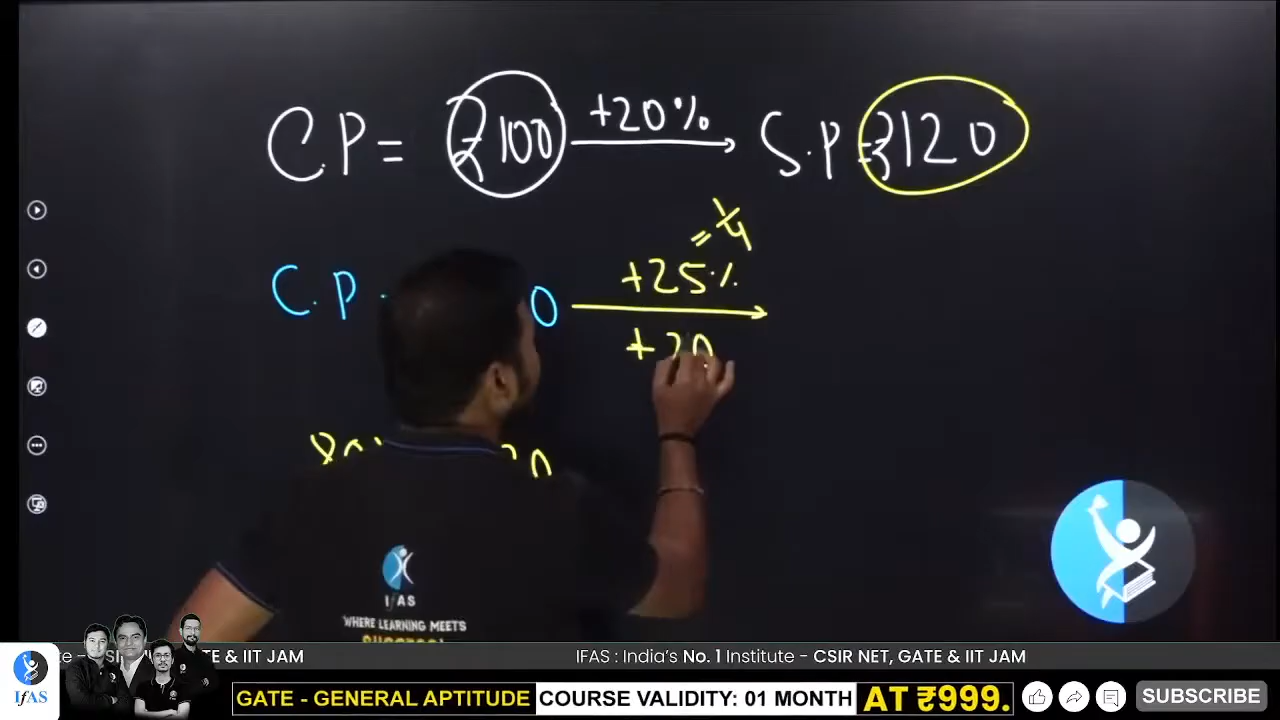 C.P = ₹100 +20% S.P = ₹120
= 1/4
+25%
C.P
0
+20
IFAS
WHERE LEARNING MEETS
GATE & IIT JAM
IFAS : India's No. 1 Institute - CSIR NET, GATE & IIT JAM
IFAS
GATE - GENERAL APTITUDE COURSE VALIDITY: 01 MONTH AT ₹999. SUBSCRIBE